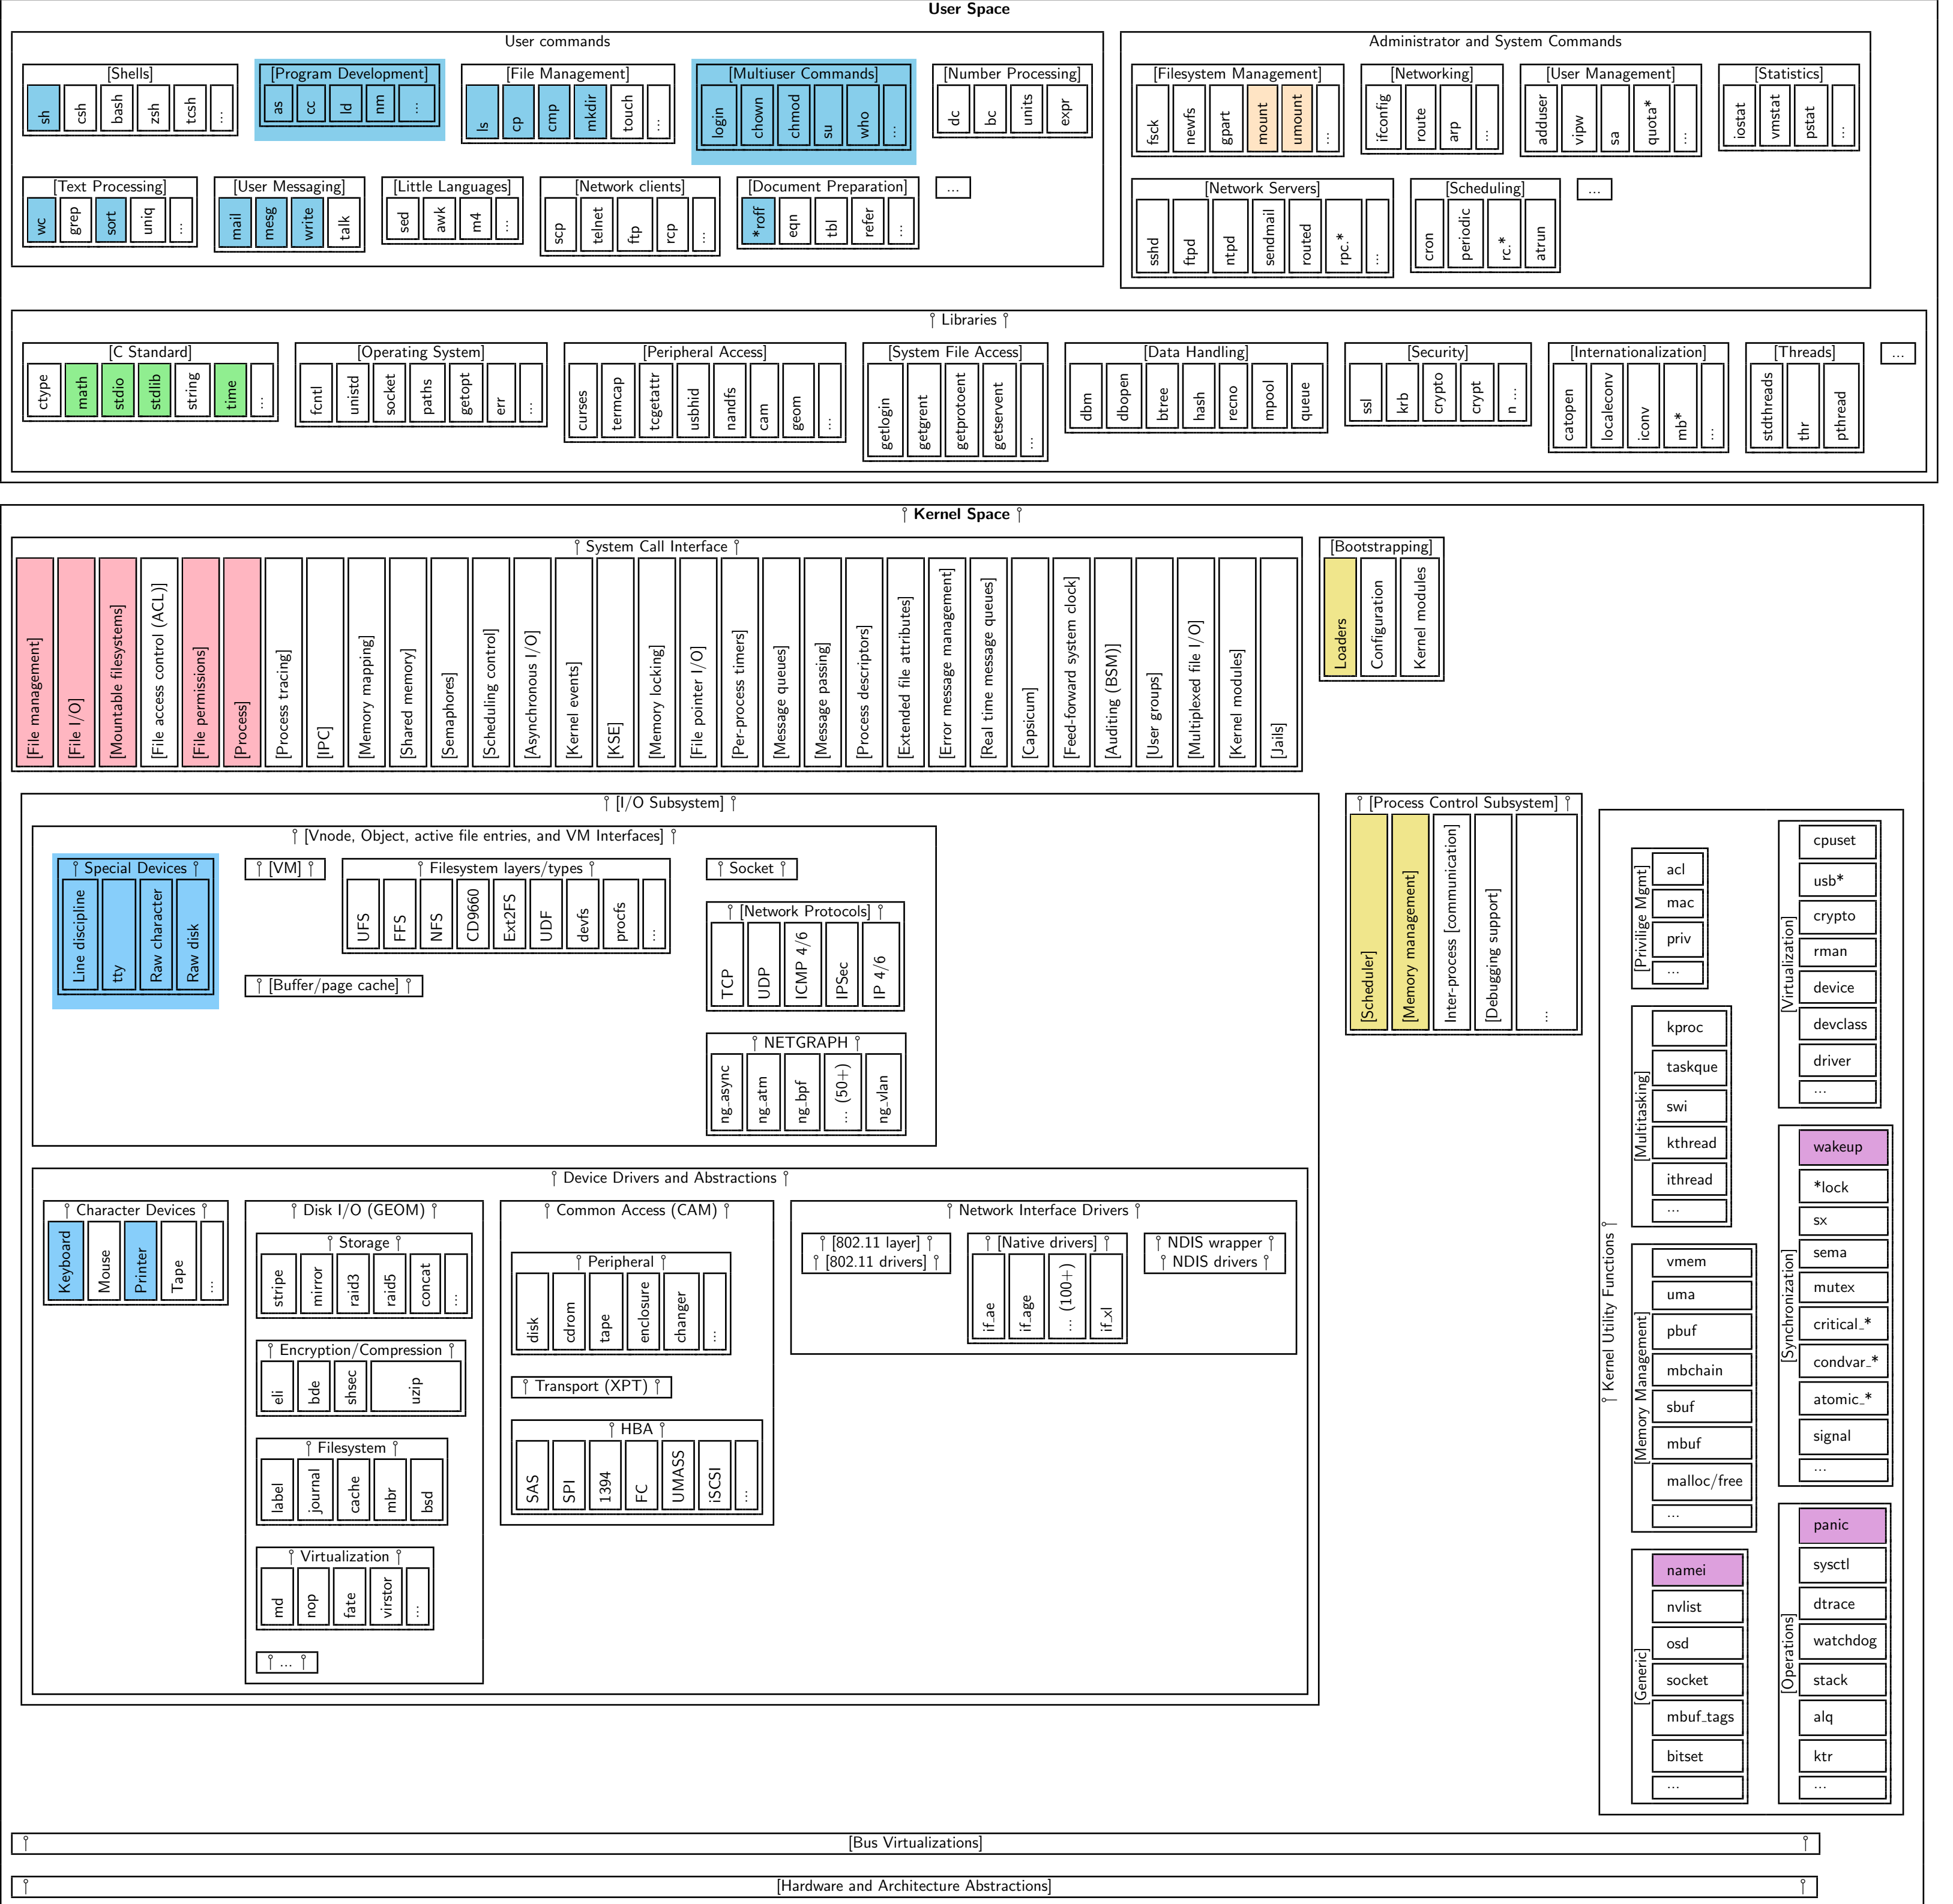 User Space
User commands
[Shells]
sh
csh
bash
zsh
tcsh
...
[Program Development]
as
cc
ld
nm
...
[File Management]
ls
cp
cmp
mkdir
touch
...
[Multiuser Commands]
login
chown
chmod
su
who
...
[Number Processing]
dc
bc
units
expr
[Text Processing]
wc
grep
sort
uniq
...
[User Messaging]
mail
mesg
write
talk
[Little Languages]
sed
awk
m4
...
[Network clients]
scp
telnet
ftp
rcp
...
[Document Preparation]
*roff
eqn
tbl
refer
...
...
Administrator and System Commands
[Filesystem Management]
fsck
newfs
gpart
mount
umount
...
[Networking]
ifconfig
route
arp
...
[User Management]
adduser
vipw
sa
quota*
...
[Statistics]
iostat
vmstat
pstat
...
[Network Servers]
sshd
ftpd
ntpd
sendmail
routed
rpc.*
...
[Scheduling]
cron
periodic
rc.*
atrun
...
Libraries
[C Standard]
ctype
math
stdio
stdlib
string
time
...
[Operating System]
fcntl
unistd
socket
paths
getopt
err
...
[Peripheral Access]
curses
termcap
tcgetattr
usbhid
nandfs
cam
geom
...
[System File Access]
getlogin
getgrent
getprotoent
getservent
...
[Data Handling]
dbm
dbopen
btree
hash
recno
mpool
queue
[Security]
ssl
krb
crypto
crypt
n ...
[Internationalization]
catopen
localeconv
iconv
mb*
...
[Threads]
stdthreads
thr
pthread
...
Kernel Space
System Call Interface
[File management]
[File I/O]
[Mountable filesystems]
[File access control (ACL)]
[File permissions]
[Process]
[Process tracing]
[IPC]
[Memory mapping]
[Shared memory]
[Semaphores]
[Scheduling control]
[Asynchronous I/O]
[Kernel events]
[KSE]
[Memory locking]
[File pointer I/O]
[Per-process timers]
[Message queues]
[Message passing]
[Process descriptors]
[Extended file attributes]
[Error message management]
[Real time message queues]
[Capsicum]
[Feed-forward system clock]
[Auditing (BSM)]
[User groups]
[Multiplexed file I/O]
[Kernel modules]
[Jails]
[Bootstrapping]
Loaders
Configuration
Kernel modules
[I/O Subsystem]
[Vnode, Object, active file entries, and VM Interfaces]
Special Devices
Line discipline
tty
Raw character
Raw disk
[VM]
Filesystem layers/types
UFS
FFS
NFS
CD9660
Ext2FS
UDF
devfs
procfs
...
[Buffer/page cache]
Socket
[Network Protocols]
TCP
UDP
ICMP 4/6
IPSec
IP 4/6
NETGRAPH
ng_async
ng_atm
ng_bpf
... (50+)
ng_vlan
Device Drivers and Abstractions
Character Devices
Keyboard
Mouse
Printer
Tape
...
Disk I/O (GEOM)
Storage
stripe
mirror
raid3
raid5
concat
...
Encryption/Compression
eli
bde
shsec
uzip
Filesystem
label
journal
cache
mbr
bsd
Virtualization
md
nop
fate
virstor
...
...
Common Access (CAM)
Peripheral
disk
cdrom
tape
enclosure
changer
...
Transport (XPT)
HBA
SAS
SPI
1394
FC
UMASS
iSCSI
...
Network Interface Drivers
[802.11 layer]
[802.11 drivers]
[Native drivers]
if_ae
if_age
... (100+)
if_xl
NDIS wrapper
NDIS drivers
[Process Control Subsystem]
[Scheduler]
[Memory management]
Inter-process [communication]
[Debugging support]
...
Kernel Utility Functions
[Privilige Mgmt]
acl
mac
priv
...
[Multitasking]
kproc
taskque
swi
kthread
ithread
...
[Memory Management]
vmem
uma
pbuf
mbchain
sbuf
mbuf
malloc/free
...
[Generic]
namei
nvlist
osd
socket
mbuf_tags
bitset
...
[Virtualization]
cpuset
usb*
crypto
rman
device
devclass
driver
...
[Synchronization]
wakeup
*lock
sx
sema
mutex
critical_*
condvar_*
atomic_*
signal
...
[Operations]
panic
sysctl
dtrace
watchdog
stack
alq
ktr
...
[Bus Virtualizations]
[Hardware and Architecture Abstractions]